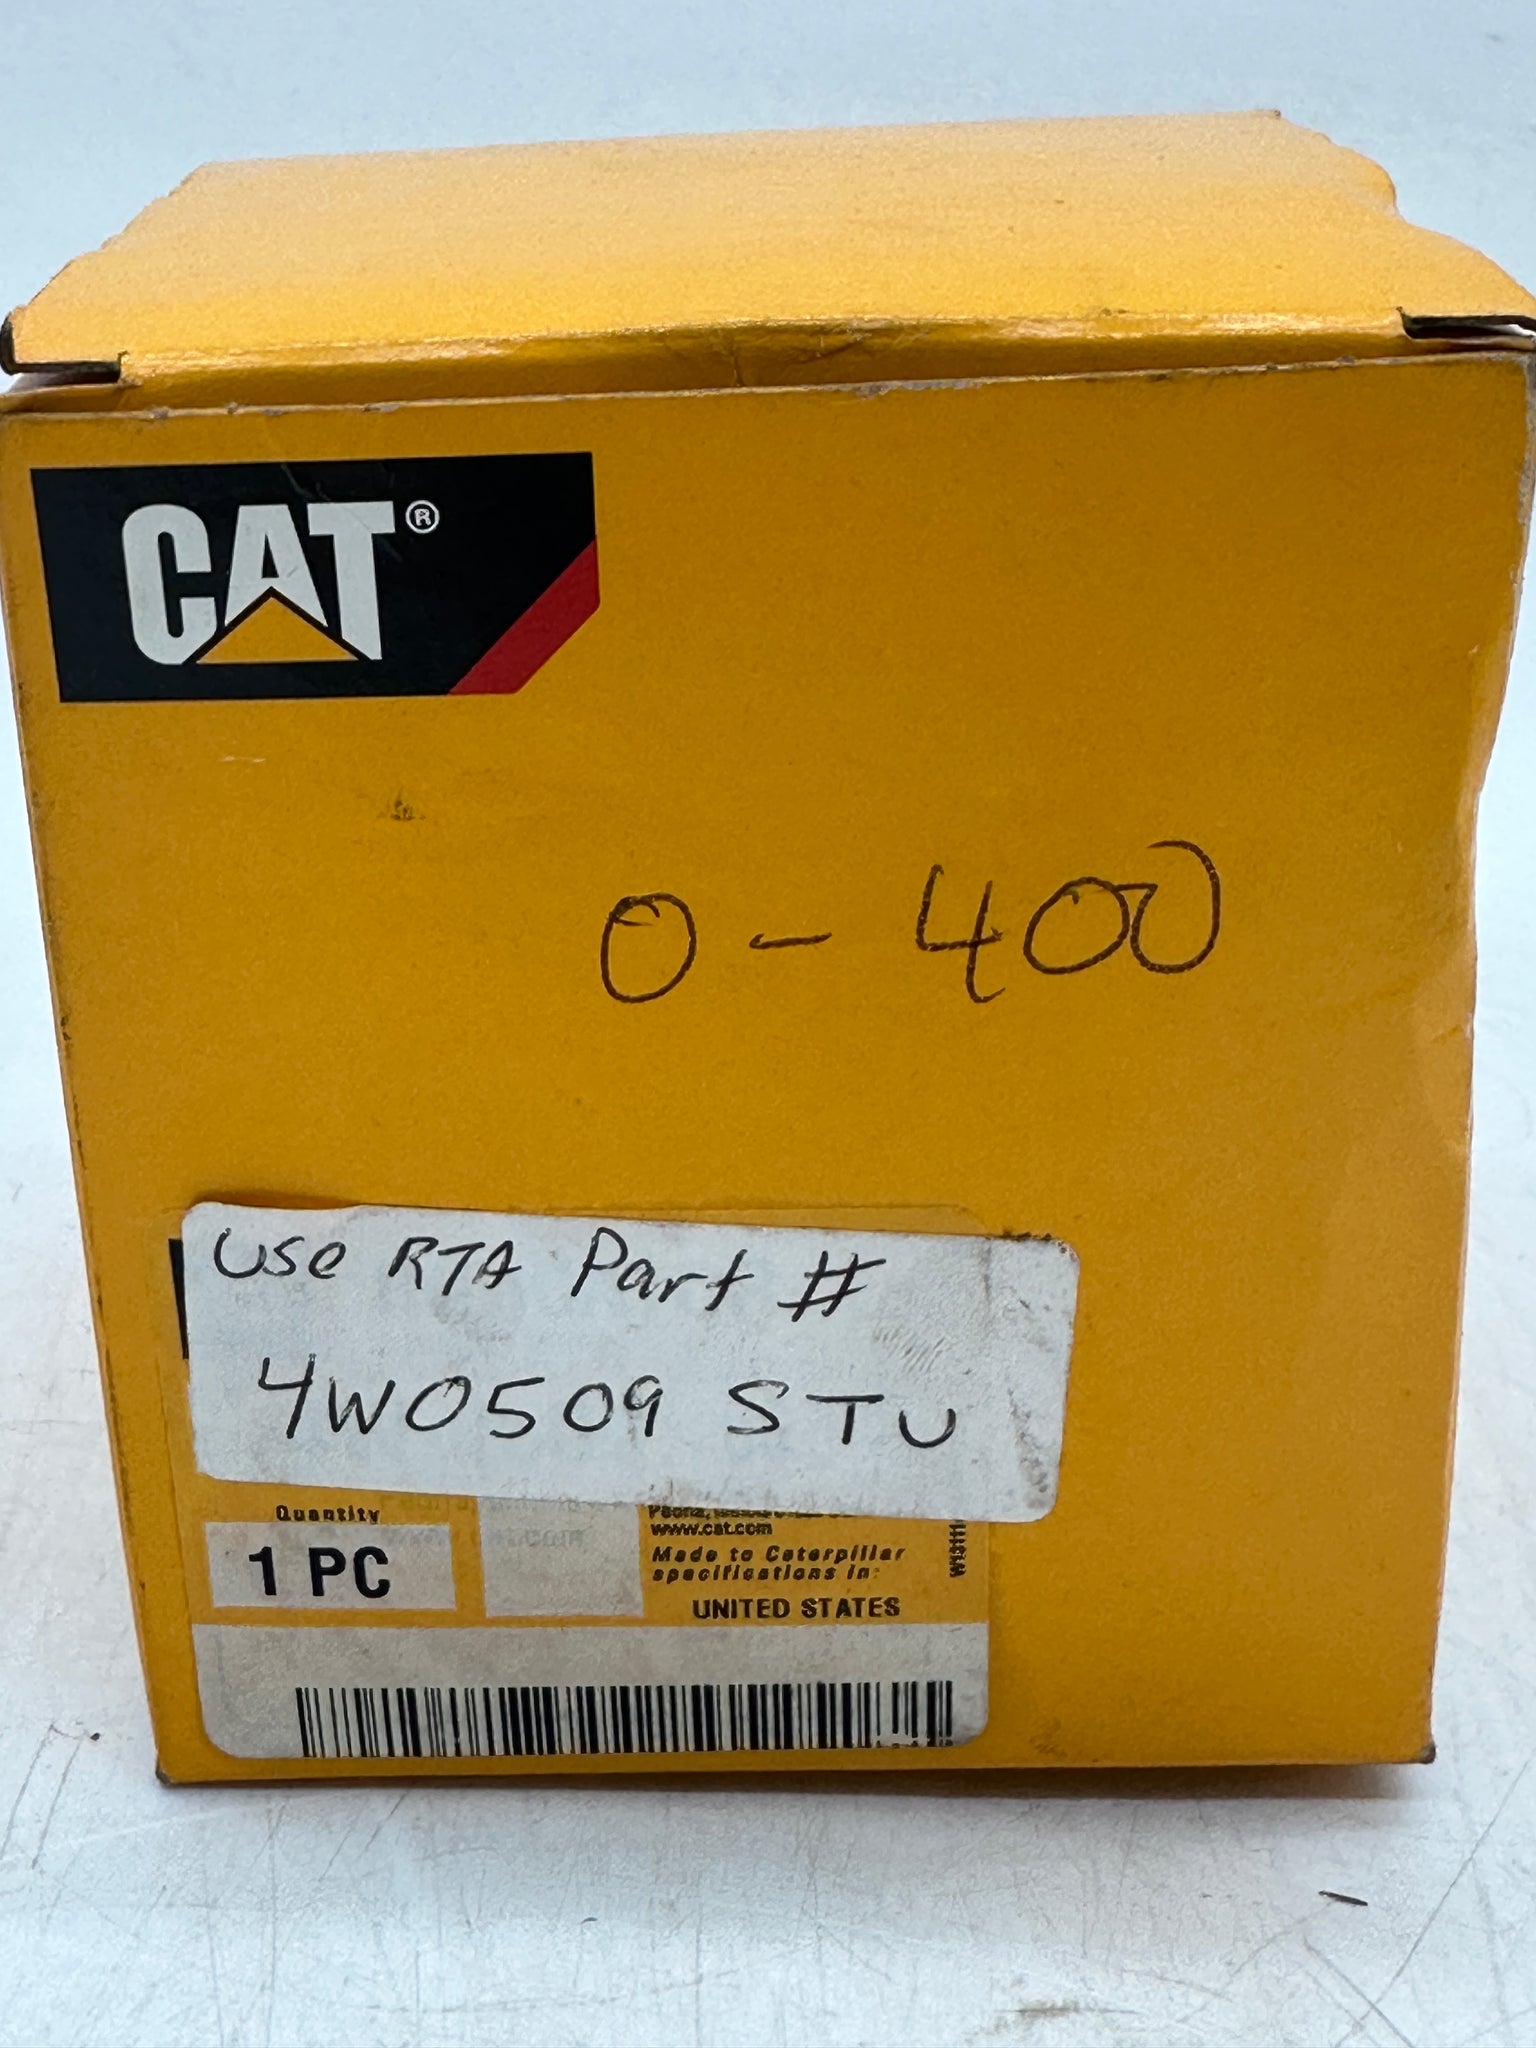 CAT®
0 - 400
Use RTA Part #
4W0509 STU
Quantity
1 PC
www.cat.com
Made to Caterpillar
specifications in:
UNITED STATES